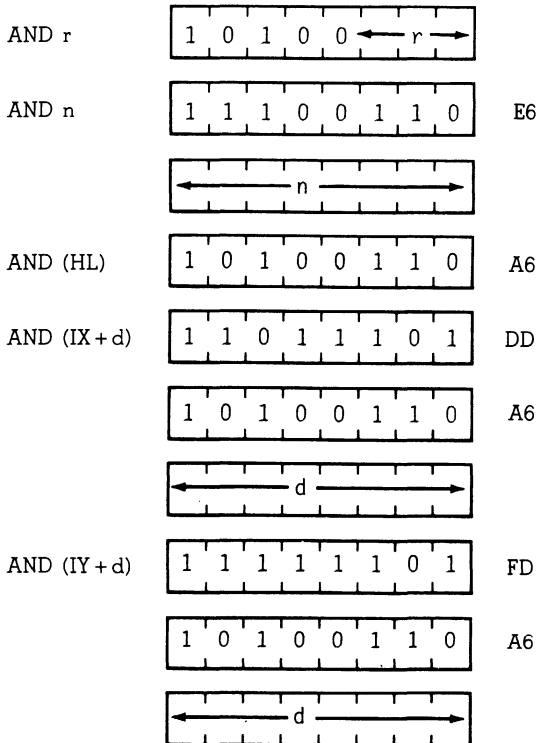 AND r 1 0 1 0 0 r
AND n 1 1 1 0 0 1 1 0 E6
n
AND (HL) 1 0 1 0 0 1 1 0 A6
AND (IX + d) 1 1 0 1 1 1 0 1 DD
1 0 1 0 0 1 1 0 A6
d
AND (IY + d) 1 1 1 1 1 1 0 1 FD
1 0 1 0 0 1 1 0 A6
d